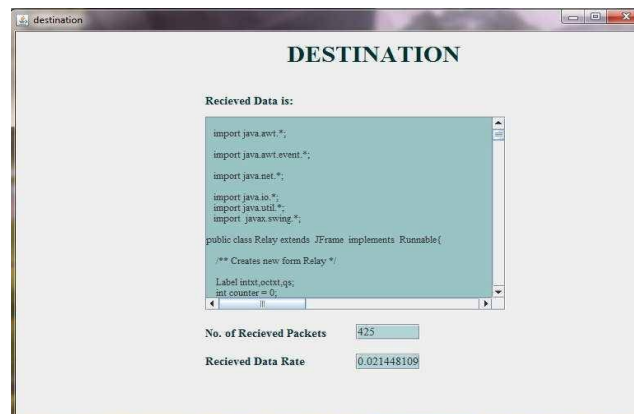 destination
DESTINATION
Recieved Data is:
import java.awt.*;
import java.awt.event.*;
import java.net.*;
import java.io.*;
import java.util.*;
import javax.swing.*;
public class Relay extends JFrame implements Runnable{
/** Creates new form Relay */
Label intxt,octxt,qs;
int counter = 0;
No. of Recieved Packets 425
Recieved Data Rate 0.021448109